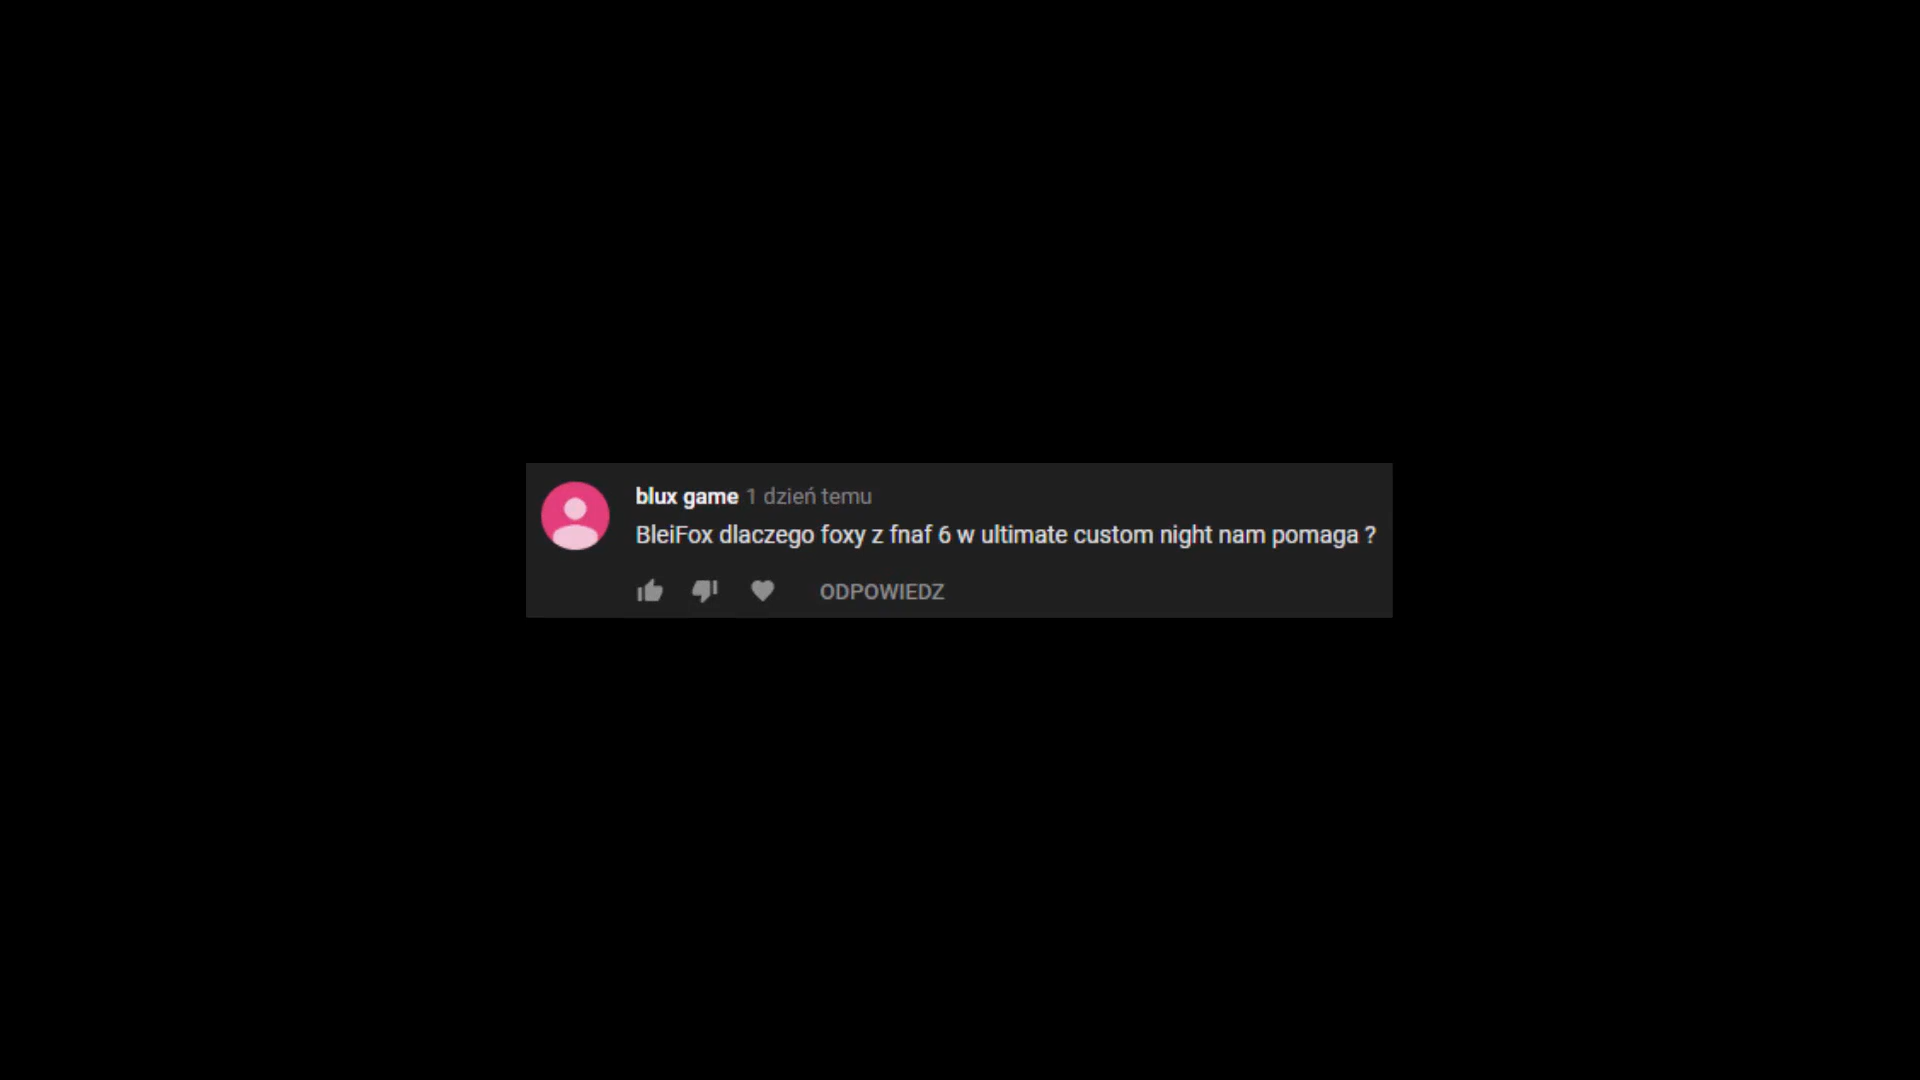 blux game 1 dzień temu
BleiFox dlaczego foxy z fnaf 6 w ultimate custom night nam pomaga ?
ODPOWIEDZ